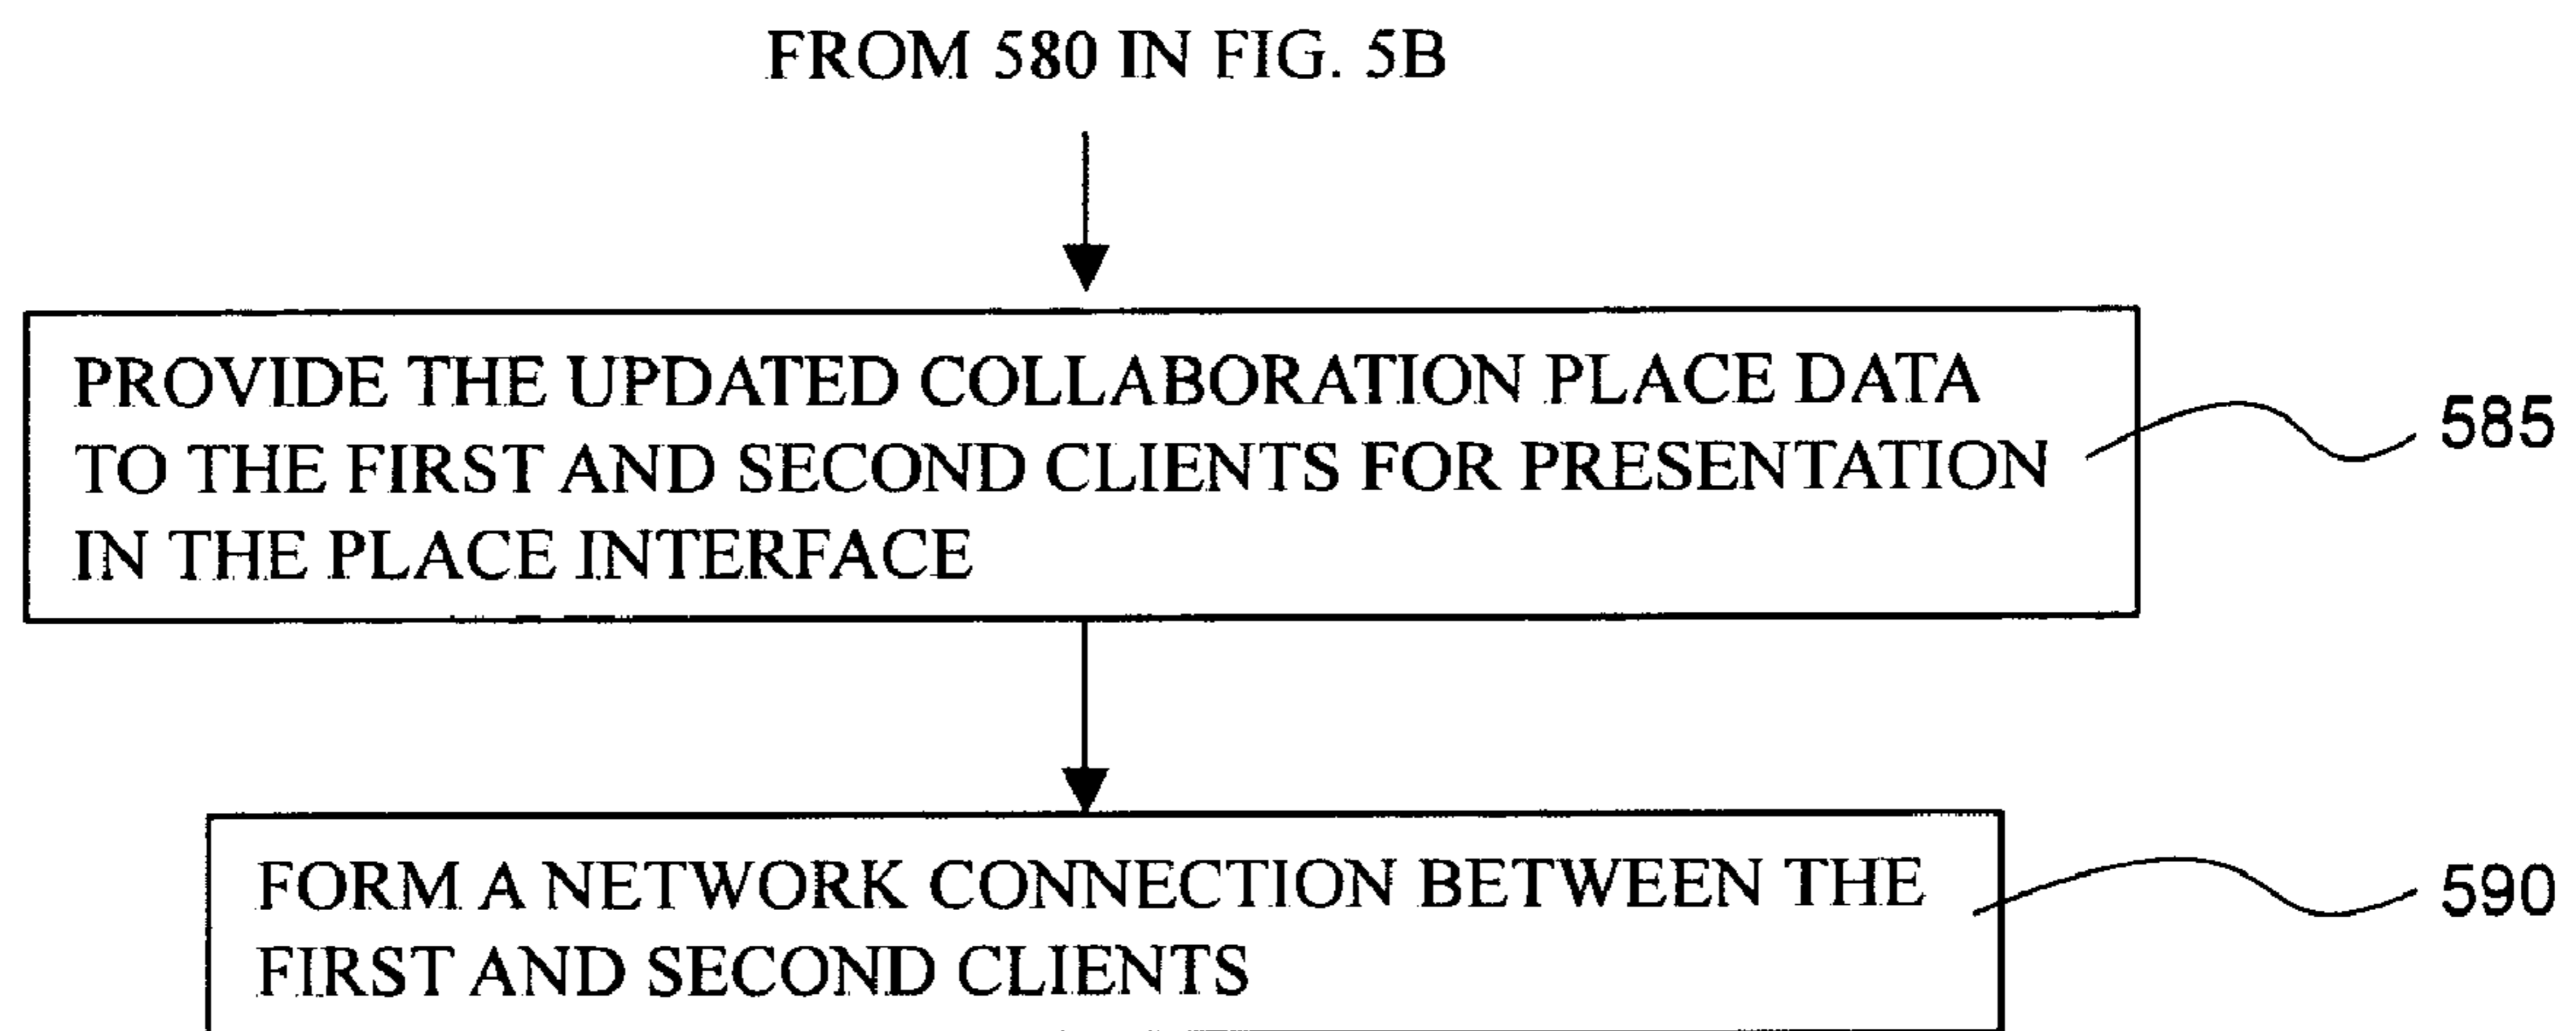 FROM 580 IN FIG. 5B
PROVIDE THE UPDATED COLLABORATION PLACE DATA
TO THE FIRST AND SECOND CLIENTS FOR PRESENTATION
IN THE PLACE INTERFACE
585
FORM A NETWORK CONNECTION BETWEEN THE
FIRST AND SECOND CLIENTS
590